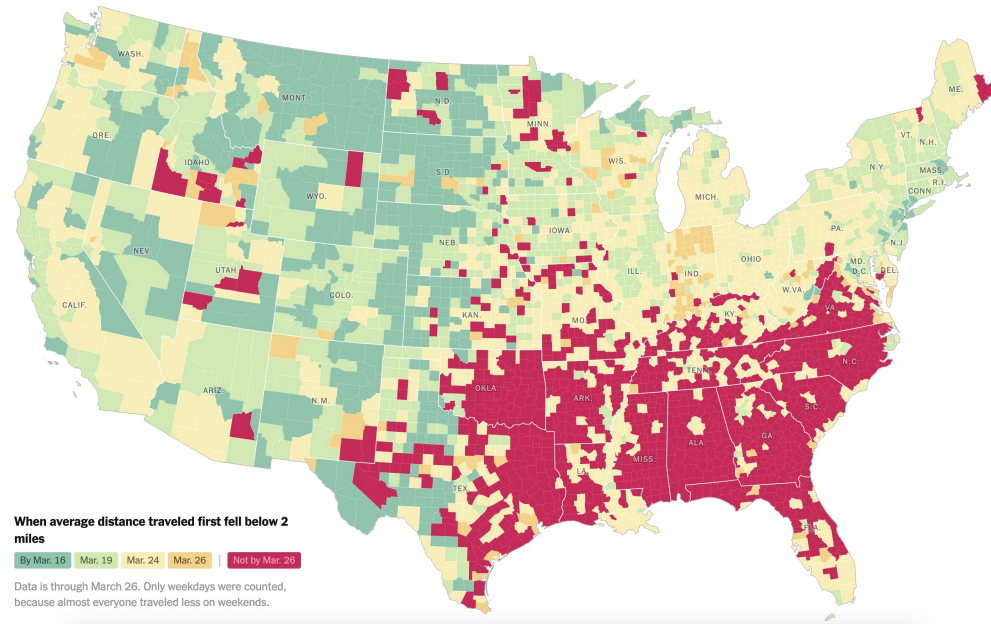 WASH.
ORE.
CALIF.
NEV
IDAHO
UTAH
ARIZ.
MONT.
WYO.
COLO.
N.M.
N.D.
S.D.
NEB.
KAN.
OKLA.
TEX.
MINN.
IOWA
MO.
ARK.
LA.
WIS.
ILL.
MICH.
IND.
OHIO
KY.
TENN.
MISS.
ALA.
GA.
FLA.
S.C.
N.C.
VA.
W.VA.
MD.
D.C.
DEL.
PA.
N.J.
N.Y.
CONN.
R.I.
MASS.
VT.
N.H.
ME.
When average distance traveled first fell below 2
miles
By Mar. 16 Mar. 19 Mar. 24 Mar. 26 | Not by Mar. 26
Data is through March 26. Only weekdays were counted,
because almost everyone traveled less on weekends.